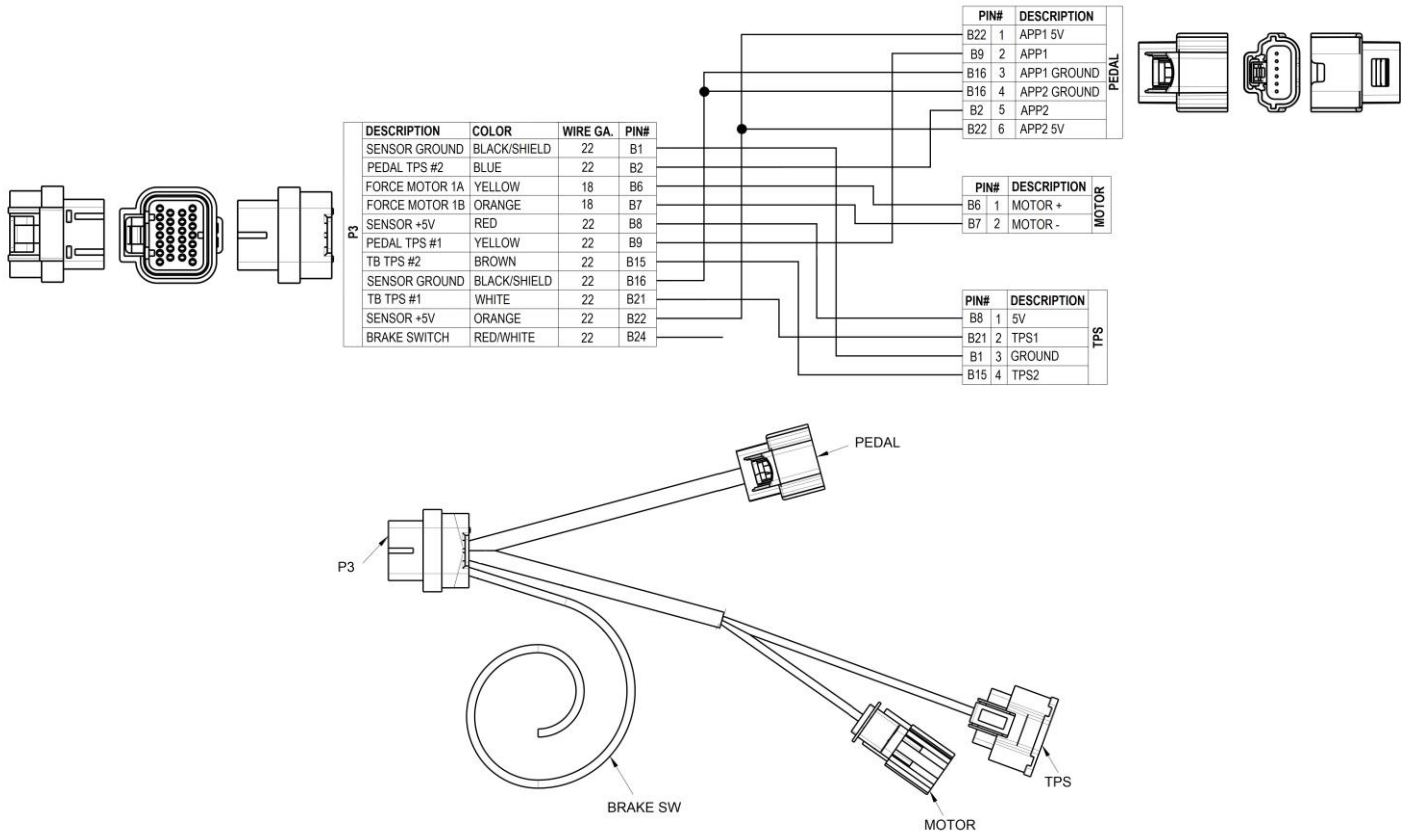 PIN# DESCRIPTION
B22 1 APP1 5V
B9 2 APP1
B16 3 APP1 GROUND
B16 4 APP2 GROUND
B2 5 APP2
B22 6 APP2 5V
PEDAL
DESCRIPTION COLOR WIRE GA. PIN#
SENSOR GROUND BLACK/SHIELD 22 B1
PEDAL TPS #2 BLUE 22 B2
FORCE MOTOR 1A YELLOW 18 B6
FORCE MOTOR 1B ORANGE 18 B7
SENSOR +5V RED 22 B8
PEDAL TPS #1 YELLOW 22 B9
TB TPS #2 BROWN 22 B15
SENSOR GROUND BLACK/SHIELD 22 B16
TB TPS #1 WHITE 22 B21
SENSOR +5V ORANGE 22 B22
BRAKE SWITCH RED/WHITE 22 B24
P3
PIN# DESCRIPTION
B6 1 MOTOR +
B7 2 MOTOR -
MOTOR
PIN# DESCRIPTION
B8 1 5V
B21 2 TPS1
B1 3 GROUND
B15 4 TPS2
TPS
PEDAL
P3
TPS
BRAKE SW
MOTOR